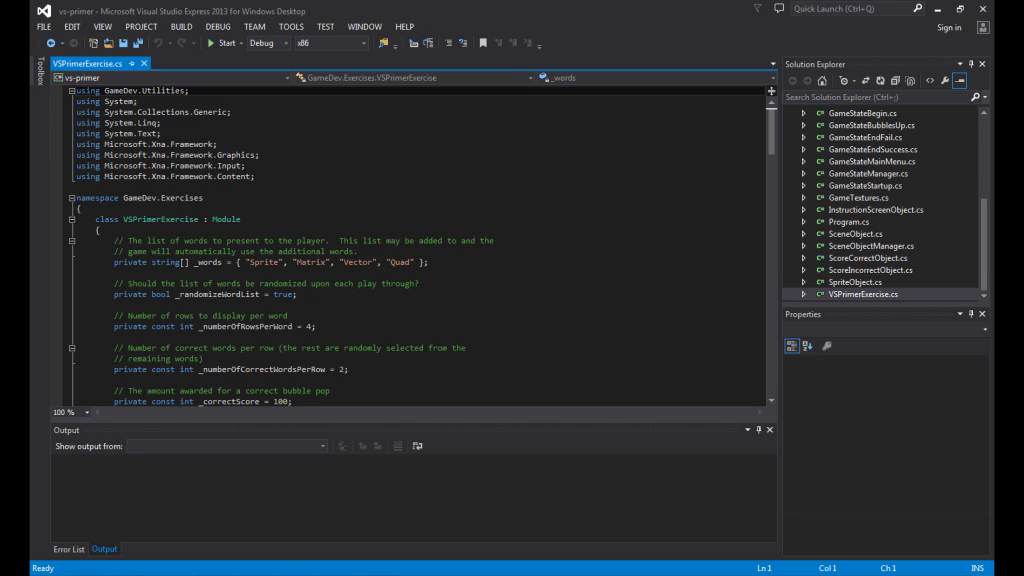 vs-primer - Microsoft Visual Studio Express 2013 for Windows Desktop
Quick Launch (Ctrl+Q)
FILE EDIT VIEW PROJECT BUILD DEBUG TEAM TOOLS TEST WINDOW HELP
Sign in
Start Debug x86
Toolbox
VSPrimerExercise.cs
vs-primer GameDev.Exercises.VSPrimerExercise _words
using GameDev.Utilities;
using System;
using System.Collections.Generic;
using System.Linq;
using System.Text;
using Microsoft.Xna.Framework;
using Microsoft.Xna.Framework.Graphics;
using Microsoft.Xna.Framework.Input;
using Microsoft.Xna.Framework.Content;
namespace GameDev.Exercises
{
class VSPrimerExercise : Module
{
// The list of words to present to the player. This list may be added to and the
// game will automatically use the additional words.
private string[] _words = { "Sprite", "Matrix", "Vector", "Quad" };
// Should the list of words be randomized upon each play through?
private bool _randomizeWordList = true;
// Number of rows to display per word
private const int _numberOfRowsPerWord = 4;
// Number of correct words per row (the rest are randomly selected from the
// remaining words)
private const int _numberOfCorrectWordsPerRow = 2;
// The amount awarded for a correct bubble pop
private const int _correctScore = 100;
100 %
Output
Show output from:
Error List Output
Solution Explorer
Search Solution Explorer (Ctrl+;)
C# GameStateBegin.cs
C# GameStateBubblesUp.cs
C# GameStateEndFail.cs
C# GameStateEndSuccess.cs
C# GameStateMainMenu.cs
C# GameStateManager.cs
C# GameStateStartup.cs
C# GameTextures.cs
C# InstructionScreenObject.cs
C# Program.cs
C# SceneObject.cs
C# SceneObjectManager.cs
C# ScoreCorrectObject.cs
C# ScoreIncorrectObject.cs
C# SpriteObject.cs
C# VSPrimerExercise.cs
Properties
Ready Ln 1 Col 1 Ch 1 INS